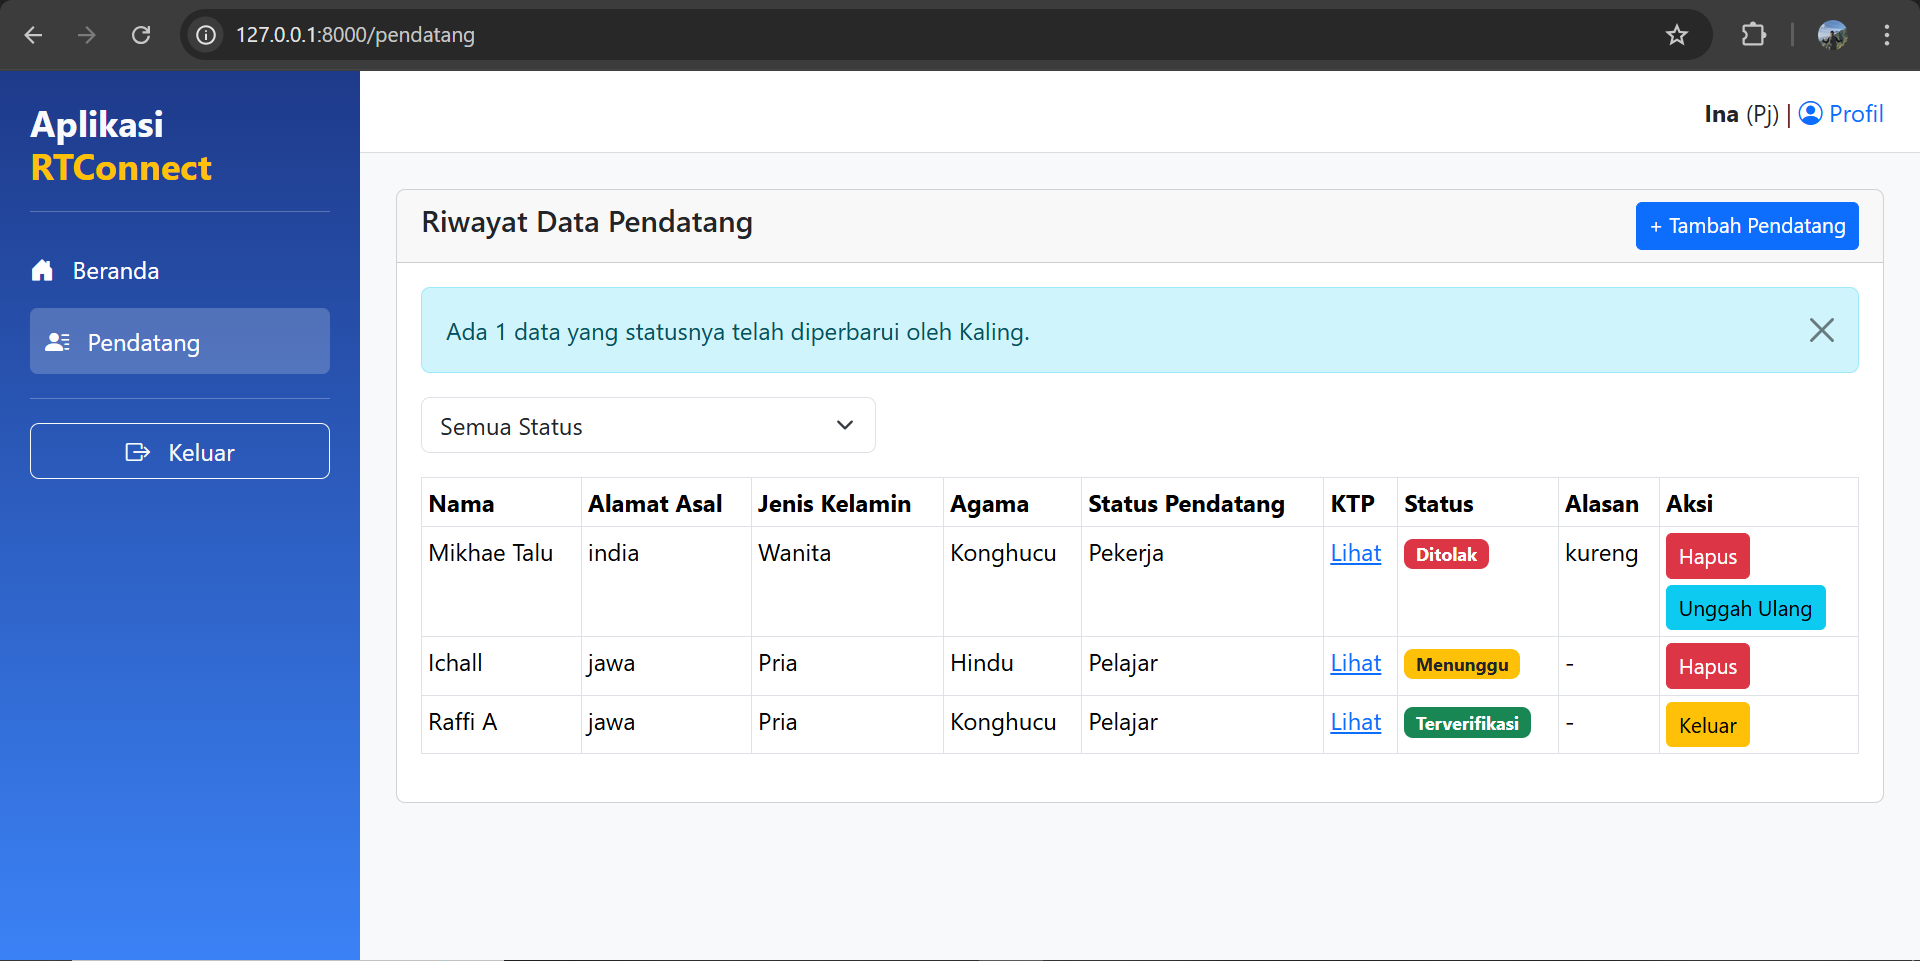 127.0.0.1:8000/pendatang
Aplikasi
RTConnect
Beranda
Pendatang
Keluar
Ina (Pj) | Profil
Riwayat Data Pendatang
+ Tambah Pendatang
Ada 1 data yang statusnya telah diperbarui oleh Kaling.
Semua Status
Nama Alamat Asal Jenis Kelamin Agama Status Pendatang KTP Status Alasan Aksi
Mikhae Talu india Wanita Konghucu Pekerja Lihat Ditolak kureng Hapus
Unggah Ulang
Ichall jawa Pria Hindu Pelajar Lihat Menunggu - Hapus
Raffi A jawa Pria Konghucu Pelajar Lihat Terverifikasi - Keluar